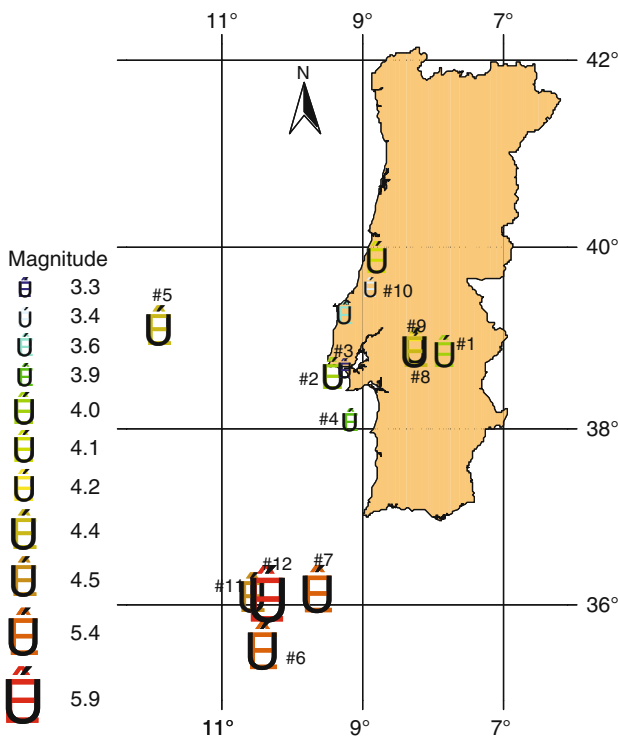 11° 9° 7°
42°
N
40°
Magnitude
Ú 3.3
Ú 3.4
Ú 3.6
Ú 3.9
Ú 4.0
Ú 4.1
Ú 4.2
Ú 4.4
Ú 4.5
Ú 5.4
Ú 5.9
Ú
Ú #10
#5
Ú
Ú
#9
Ú
#8
Ú #1
#3
Ú
#2 Ú
#4 Ú
38°
#12
#11 Ú
Ú
#7
Ú
36°
Ú #6
11° 9° 7°